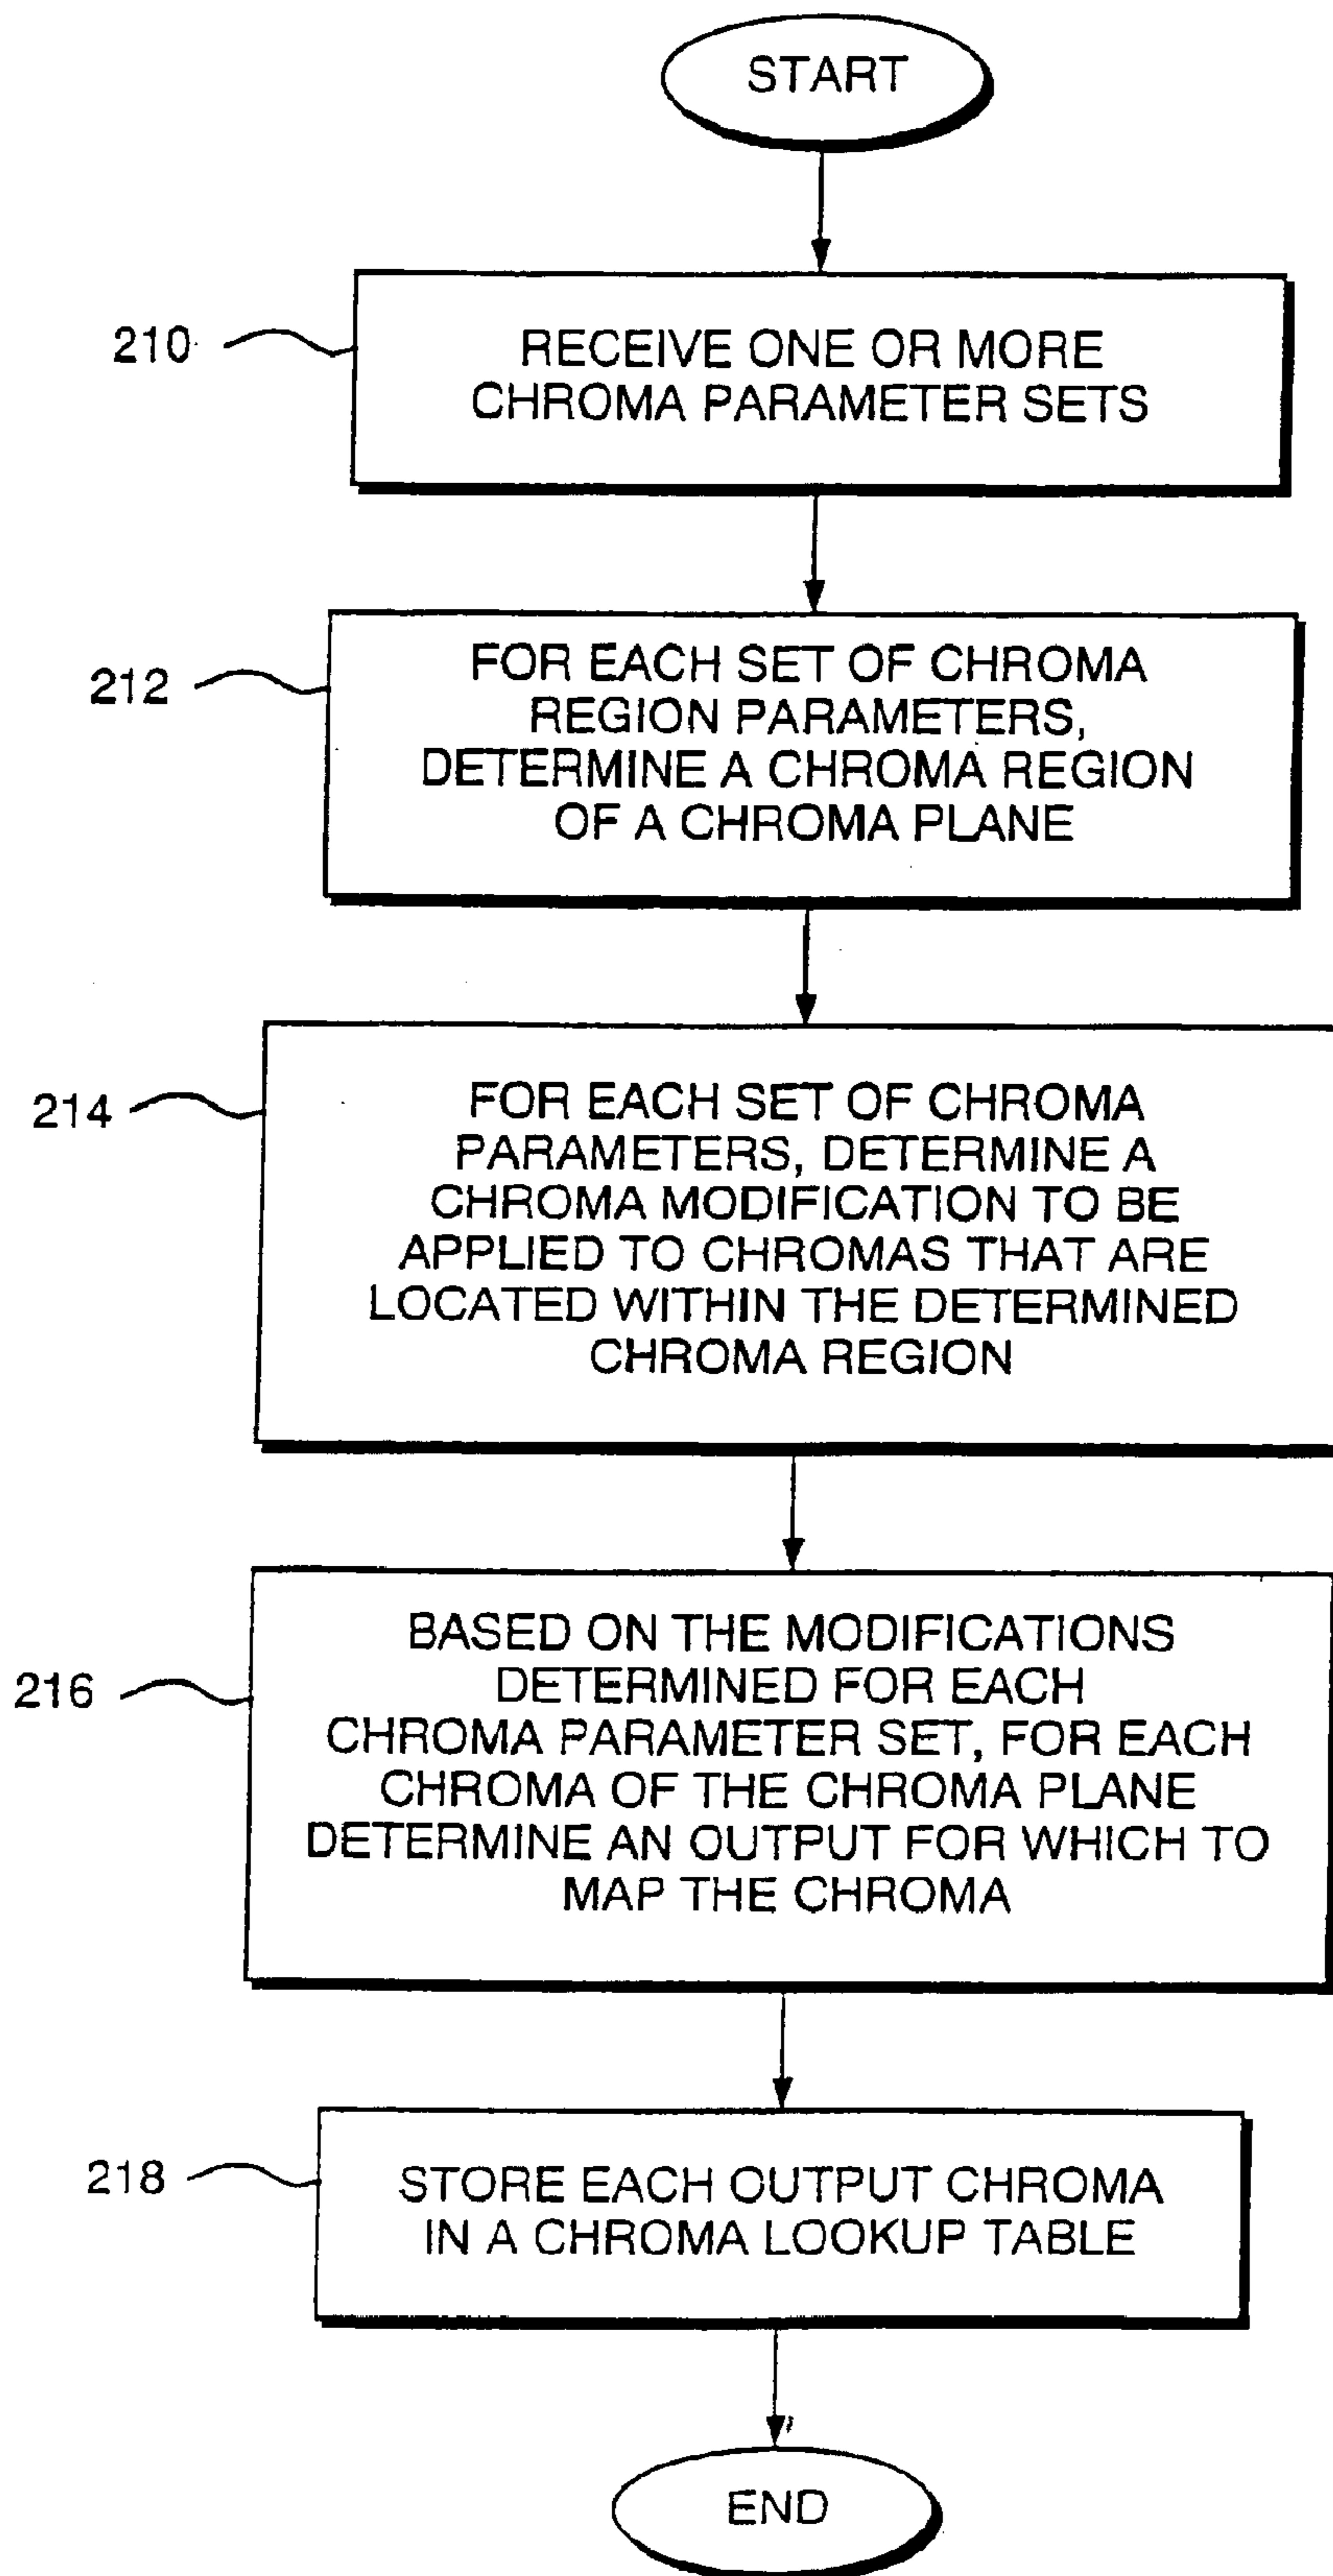 START
210
RECEIVE ONE OR MORE
CHROMA PARAMETER SETS
212
FOR EACH SET OF CHROMA
REGION PARAMETERS,
DETERMINE A CHROMA REGION
OF A CHROMA PLANE
214
FOR EACH SET OF CHROMA
PARAMETERS, DETERMINE A
CHROMA MODIFICATION TO BE
APPLIED TO CHROMAS THAT ARE
LOCATED WITHIN THE DETERMINED
CHROMA REGION
216
BASED ON THE MODIFICATIONS
DETERMINED FOR EACH
CHROMA PARAMETER SET, FOR EACH
CHROMA OF THE CHROMA PLANE
DETERMINE AN OUTPUT FOR WHICH TO
MAP THE CHROMA
218
STORE EACH OUTPUT CHROMA
IN A CHROMA LOOKUP TABLE
END